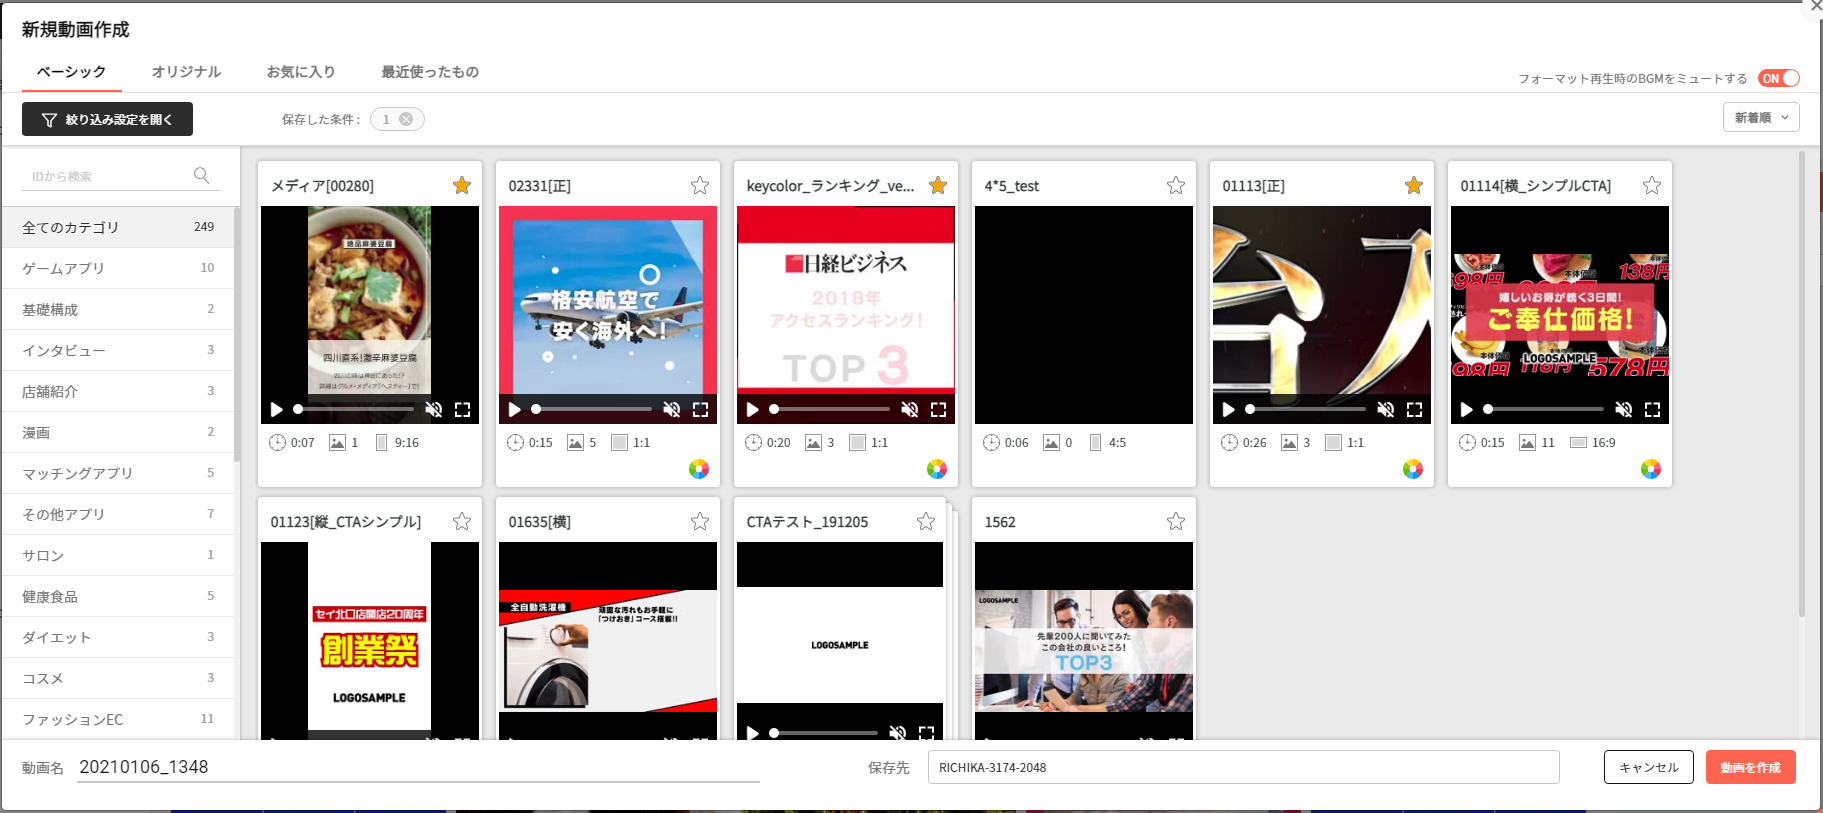 新規動画作成
ベーシック オリジナル お気に入り 最近使ったもの
フォーマット再生時のBGMをミュートする ON
絞り込み設定を開く 保存した条件： 1 新着順
IDから検索
全てのカテゴリ 249
ゲームアプリ 10
基礎構成 2
インタビュー 3
店舗紹介 3
漫画 2
マッチングアプリ 5
その他アプリ 7
サロン 1
健康食品 5
ダイエット 3
コスメ 3
ファッションEC 11
メディア[00280]
絶品麻婆豆腐
四川直系!激辛麻婆豆腐
0:07 1 9:16
02331[正]
格安航空で
安く海外へ!
0:15 5 1:1
keycolor_ランキング_ve...
日経ビジネス
2018年
アクセスランキング!
TOP 3
0:20 3 1:1
4*5_test
0:06 0 4:5
01113[正]
0:26 3 1:1
01114[横_シンプルCTA]
本体価格
138円
嬉しいお得が続く3日間!
ご奉仕価格!
LOGOSAMPLE
98円 118円 578円
0:15 11 16:9
01123[縦_CTAシンプル]
セイ北口店開店20周年
創業祭
LOGOSAMPLE
01635[横]
全自動洗濯機
頑固な汚れもお手軽に
「つけおき」コース搭載!!
CTAテスト_191205
LOGOSAMPLE
1562
LOGOSAMPLE
先輩200人に聞いてみた
この会社の良いところ!
TOP3
動画名 20210106_1348 保存先 RICHIKA-3174-2048 キャンセル 動画を作成